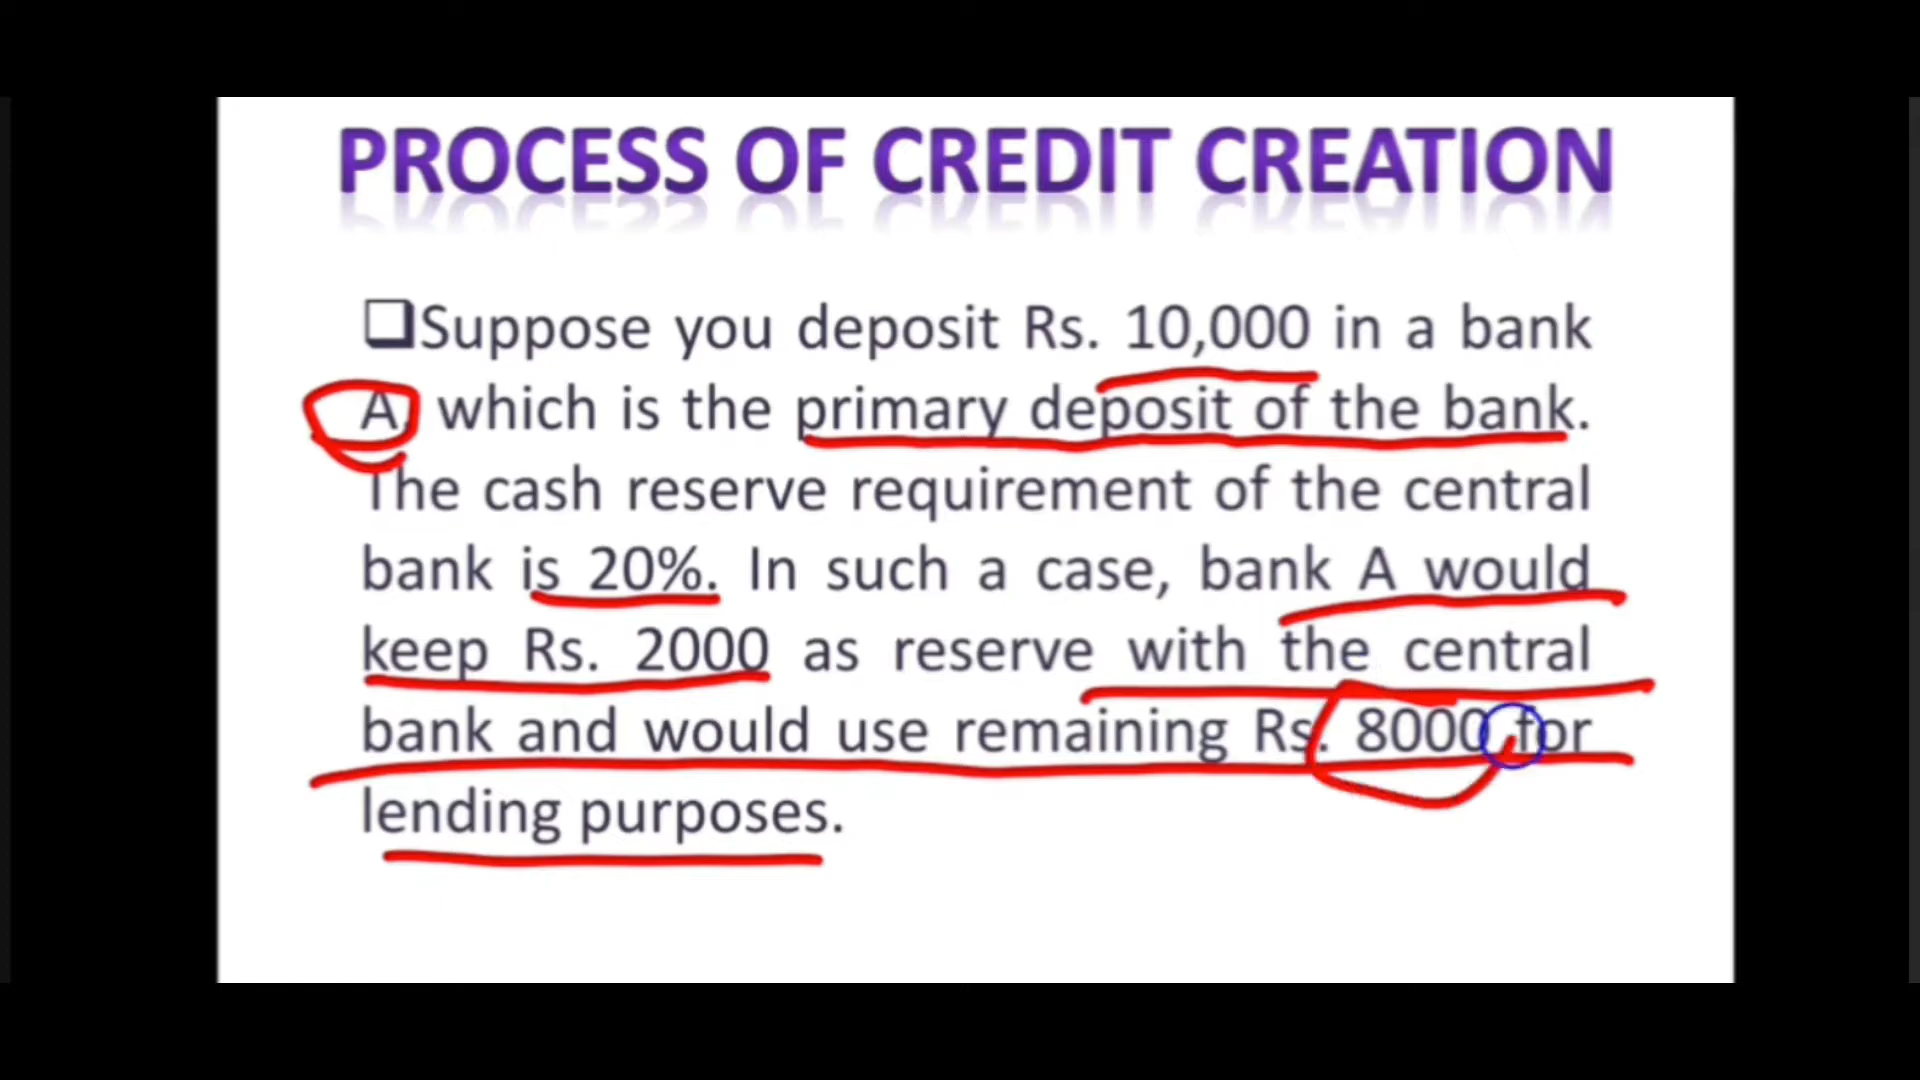 PROCESS OF CREDIT CREATION
❑Suppose you deposit Rs. 10,000 in a bank
A, which is the primary deposit of the bank.
The cash reserve requirement of the central
bank is 20%. In such a case, bank A would
keep Rs. 2000 as reserve with the central
bank and would use remaining Rs. 8000 for
lending purposes.